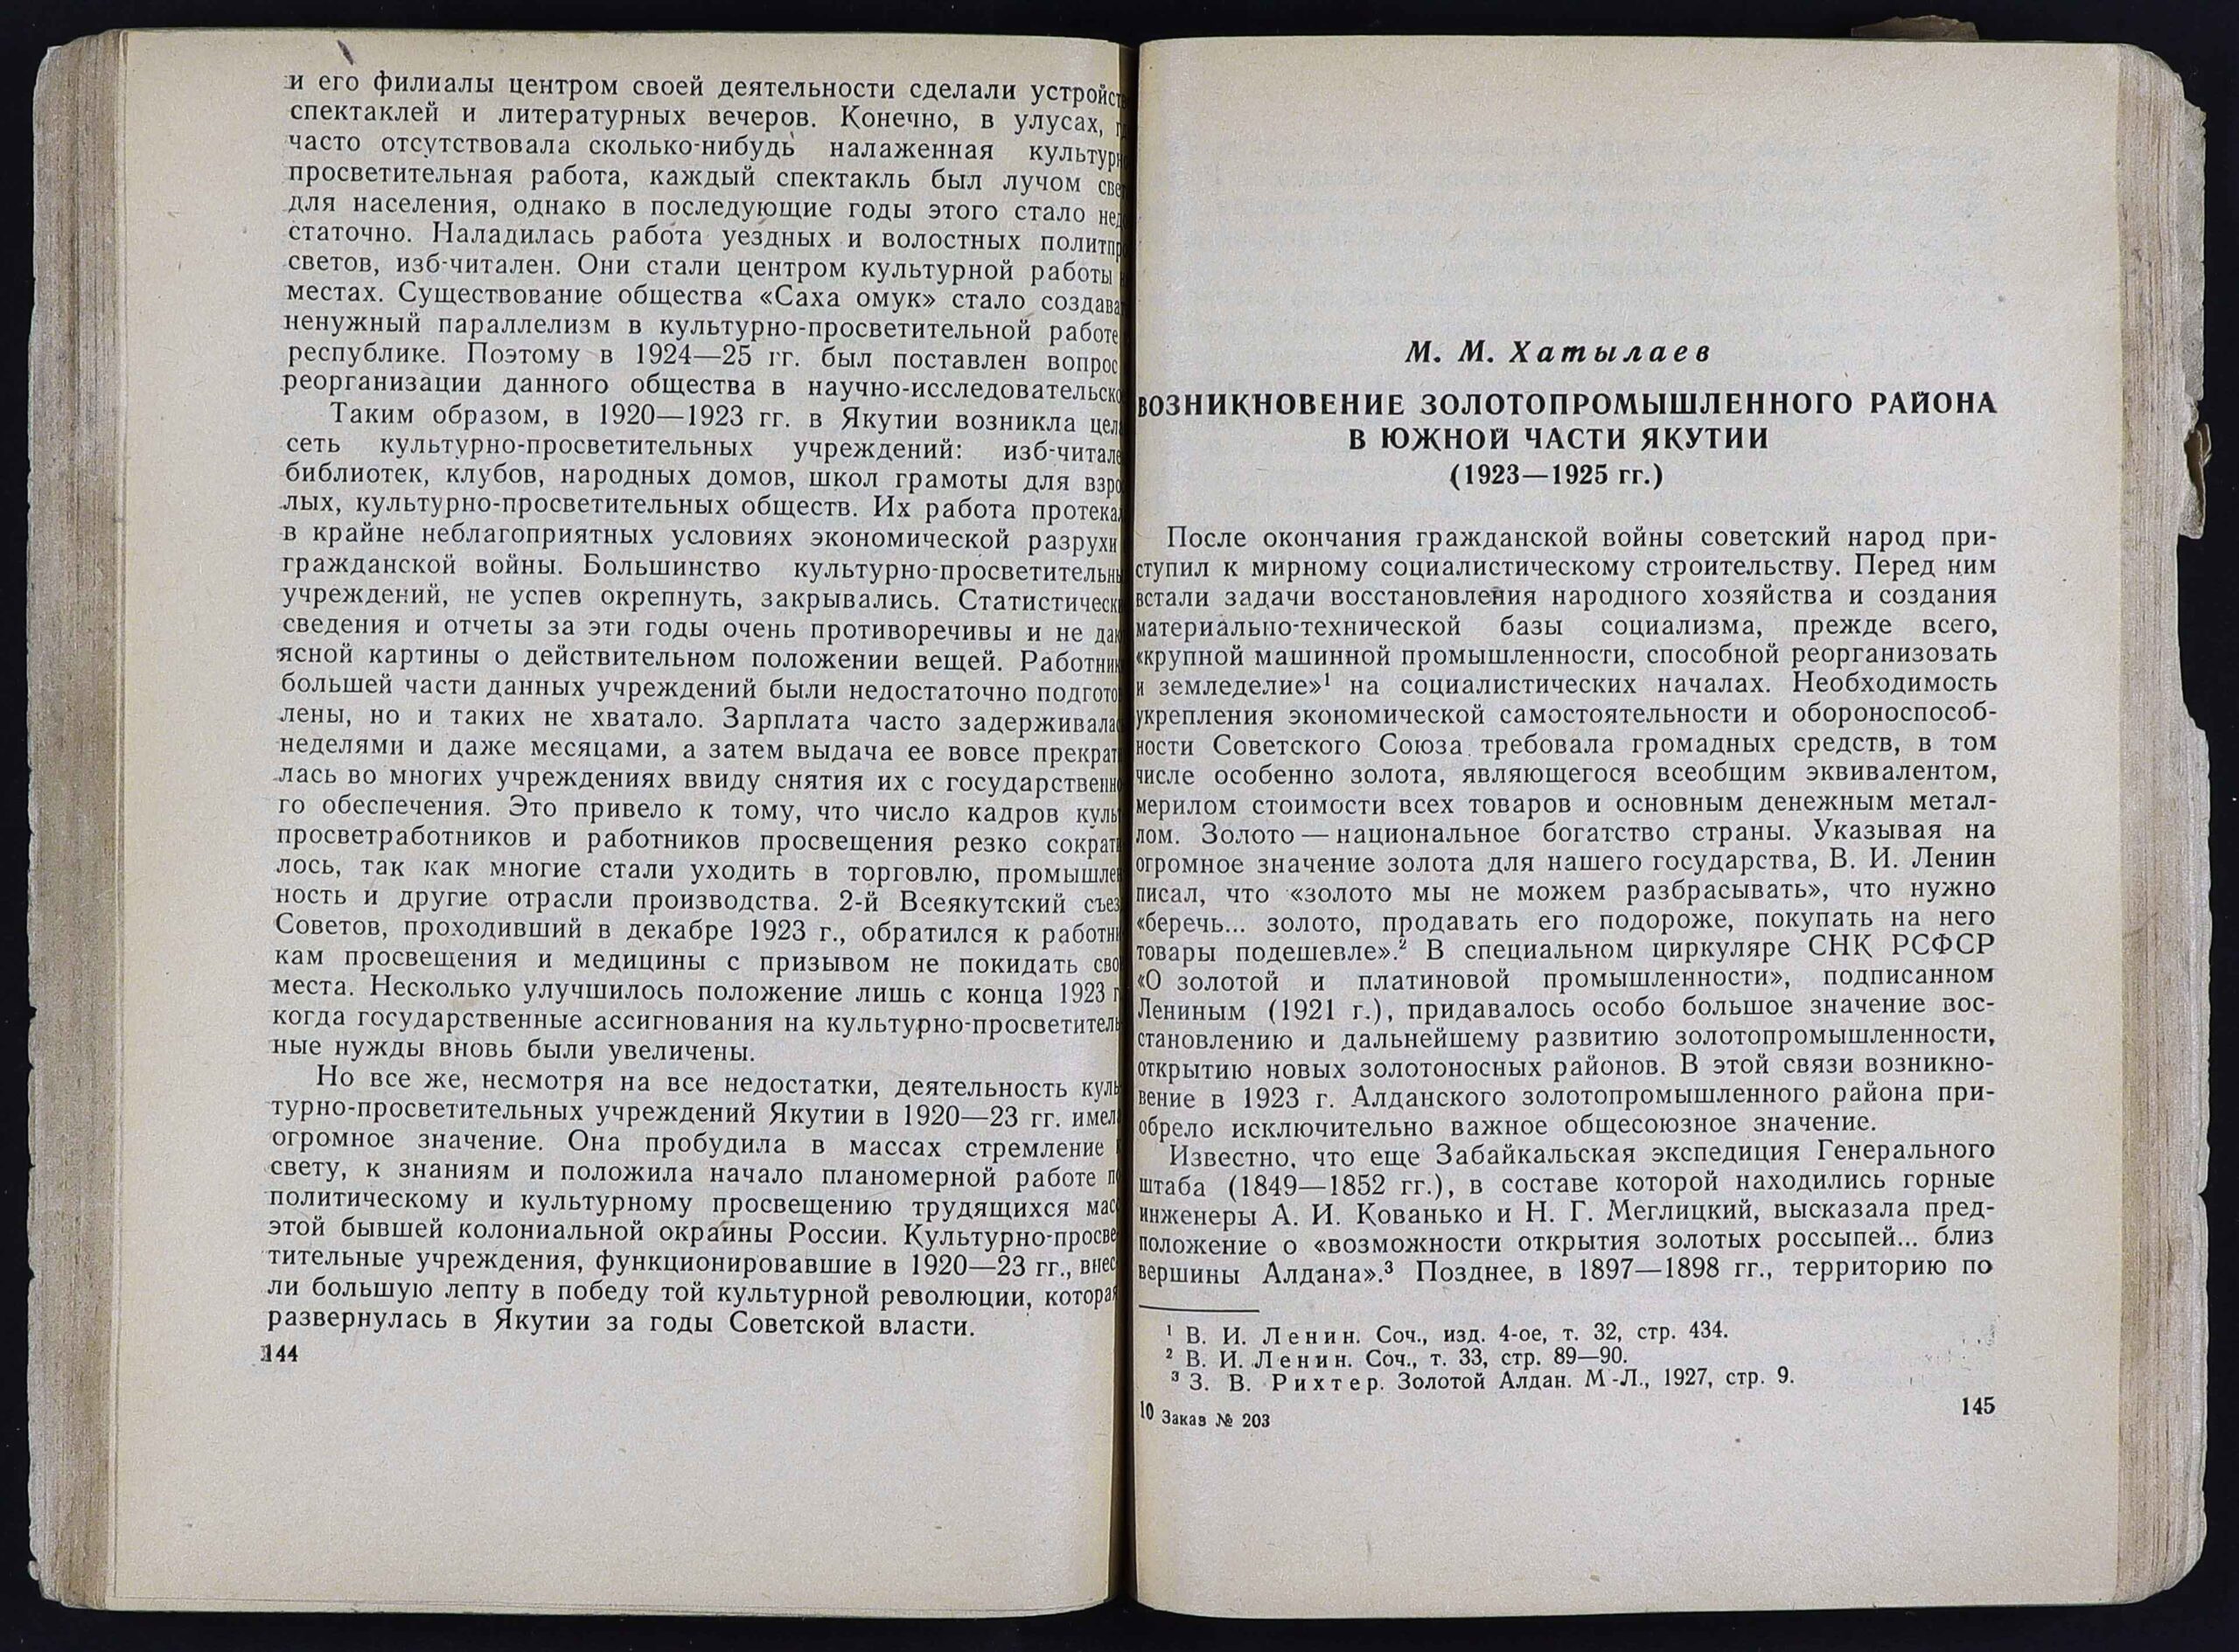 и его филиалы центром своей деятельности сделали устройст
спектаклей и литературных вечеров. Конечно, в улусах,
часто отсутствовала сколько-нибудь налаженная культурн
просветительная работа, каждый спектакль был лучом све
для населения, однако в последующие годы этого стало нед
статочно. Наладилась работа уездных и волостных политпр
светов, изб-читален. Они стали центром культурной работы
местах. Существование общества «Саха омук» стало создава
ненужный параллелизм в культурно-просветительной работе
республике. Поэтому в 1924—25 гг. был поставлен вопрос
реорганизации данного общества в научно-исследовательско
Таким образом, в 1920—1923 гг. в Якутии возникла цел
сеть культурно-просветительных учреждений: изб-читале
библиотек, клубов, народных домов, школ грамоты для взро
лых, культурно-просветительных обществ. Их работа протека
в крайне неблагоприятных условиях экономической разрухи
гражданской войны. Большинство культурно-просветительны
учреждений, не успев окрепнуть, закрывались. Статистически
сведения и отчеты за эти годы очень противоречивы и не даю
ясной картины о действительном положении вещей. Работник
большей части данных учреждений были недостаточно подготов
лены, но и таких не хватало. Зарплата часто задерживалас
неделями и даже месяцами, а затем выдача ее вовсе прекрати
лась во многих учреждениях ввиду снятия их с государственно
го обеспечения. Это привело к тому, что число кадров культ
просветработников и работников просвещения резко сократи
лось, так как многие стали уходить в торговлю, промышлен
ность и другие отрасли производства. 2-й Всеякутский съез
Советов, проходивший в декабре 1923 г., обратился к работни
кам просвещения и медицины с призывом не покидать сво
места. Несколько улучшилось положение лишь с конца 1923 г
когда государственные ассигнования на культурно-просветитель
ные нужды вновь были увеличены.
Но все же, несмотря на все недостатки, деятельность куль
турно-просветительных учреждений Якутии в 1920—23 гг. имел
огромное значение. Она пробудила в массах стремление
свету, к знаниям и положила начало планомерной работе по
политическому и культурному просвещению трудящихся масс
этой бывшей колониальной окраины России. Культурно-просве
тительные учреждения, функционировавшие в 1920—23 гг., внес
ли большую лепту в победу той культурной революции, которая
развернулась в Якутии за годы Советской власти.
144
М. М. Хатылаев
ВОЗНИКНОВЕНИЕ ЗОЛОТОПРОМЫШЛЕННОГО РАЙОНА
В ЮЖНОЙ ЧАСТИ ЯКУТИИ
(1923—1925 гг.)
После окончания гражданской войны советский народ при-
ступил к мирному социалистическому строительству. Перед ним
встали задачи восстановления народного хозяйства и создания
материально-технической базы социализма, прежде всего,
«крупной машинной промышленности, способной реорганизовать
и земледелие»¹ на социалистических началах. Необходимость
укрепления экономической самостоятельности и обороноспособ-
ности Советского Союза требовала громадных средств, в том
числе особенно золота, являющегося всеобщим эквивалентом,
мерилом стоимости всех товаров и основным денежным метал-
лом. Золото — национальное богатство страны. Указывая на
огромное значение золота для нашего государства, В. И. Ленин
писал, что «золото мы не можем разбрасывать», что нужно
«беречь... золото, продавать его подороже, покупать на него
товары подешевле».² В специальном циркуляре СНК РСФСР
«О золотой и платиновой промышленности», подписанном
Лениным (1921 г.), придавалось особо большое значение вос-
становлению и дальнейшему развитию золотопромышленности,
открытию новых золотоносных районов. В этой связи возникно-
вение в 1923 г. Алданского золотопромышленного района при-
обрело исключительно важное общесоюзное значение.
Известно, что еще Забайкальская экспедиция Генерального
штаба (1849—1852 гг.), в составе которой находились горные
инженеры А. И. Кованько и Н. Г. Меглицкий, высказала пред-
положение о «возможности открытия золотых россыпей... близ
вершины Алдана».³ Позднее, в 1897—1898 гг., территорию по
¹ В. И. Ленин. Соч., изд. 4-ое, т. 32, стр. 434.
² В. И. Ленин. Соч., т. 33, стр. 89—90.
³ З. В. Рихтер. Золотой Алдан. М-Л., 1927, стр. 9.
10 Заказ № 203
145